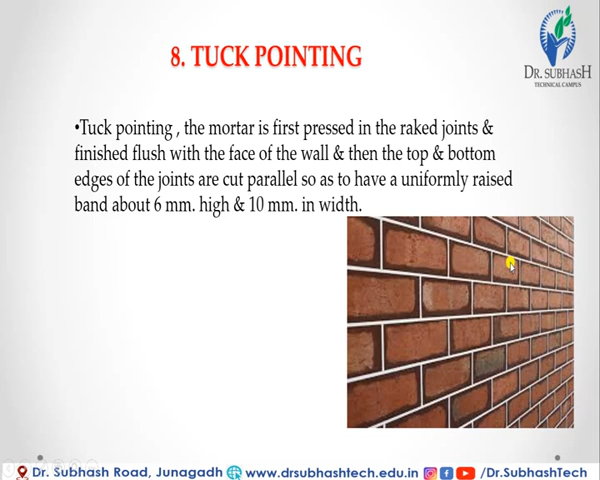 8. TUCK POINTING
DR. SUBHASH
TECHNICAL CAMPUS
•Tuck pointing , the mortar is first pressed in the raked joints &
finished flush with the face of the wall & then the top & bottom
edges of the joints are cut parallel so as to have a uniformly raised
band about 6 mm. high & 10 mm. in width.
Dr. Subhash Road, Junagadh www.drsubhashtech.edu.in /Dr.SubhashTech